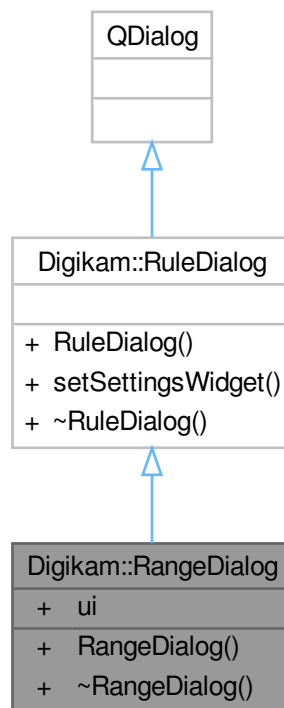 QDialog
Digikam::RuleDialog
+ RuleDialog()
+ setSettingsWidget()
+ ~RuleDialog()
Digikam::RangeDialog
+ ui
+ RangeDialog()
+ ~RangeDialog()